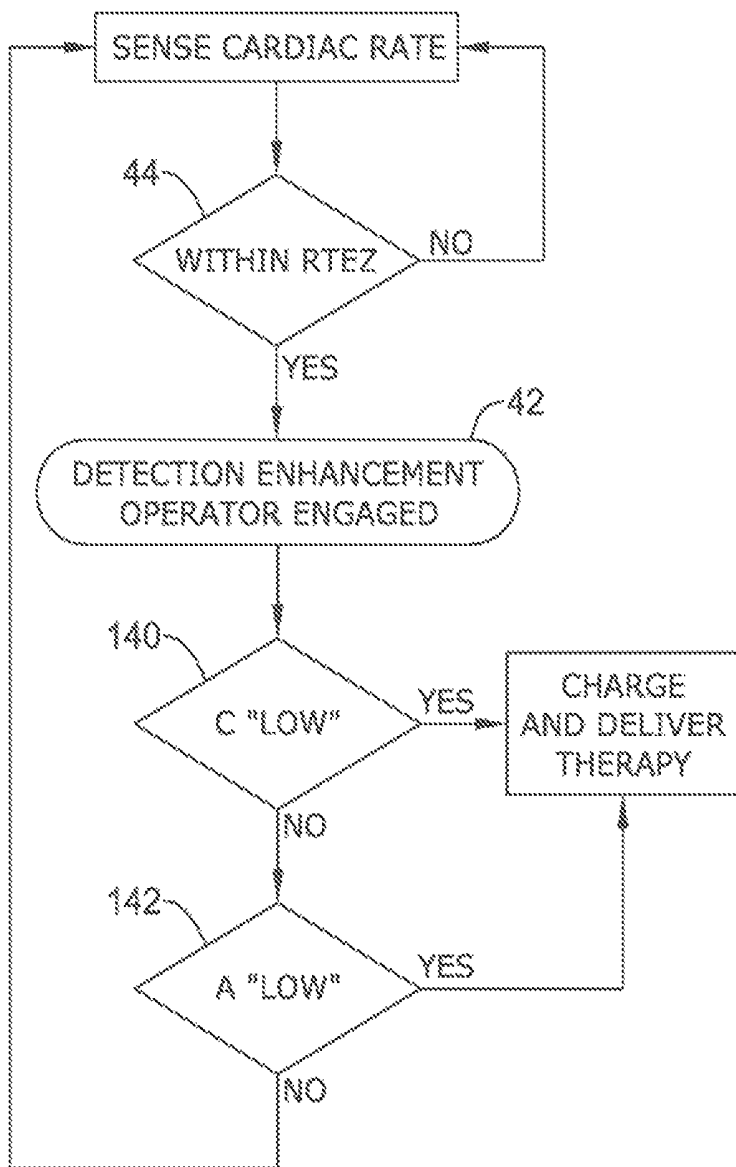 SENSE CARDIAC RATE
44
WITHIN RTEZ
NO
YES
42
DETECTION ENHANCEMENT
OPERATOR ENGAGED
140
C "LOW"
YES
CHARGE
AND DELIVER
THERAPY
NO
142
A "LOW"
YES
NO